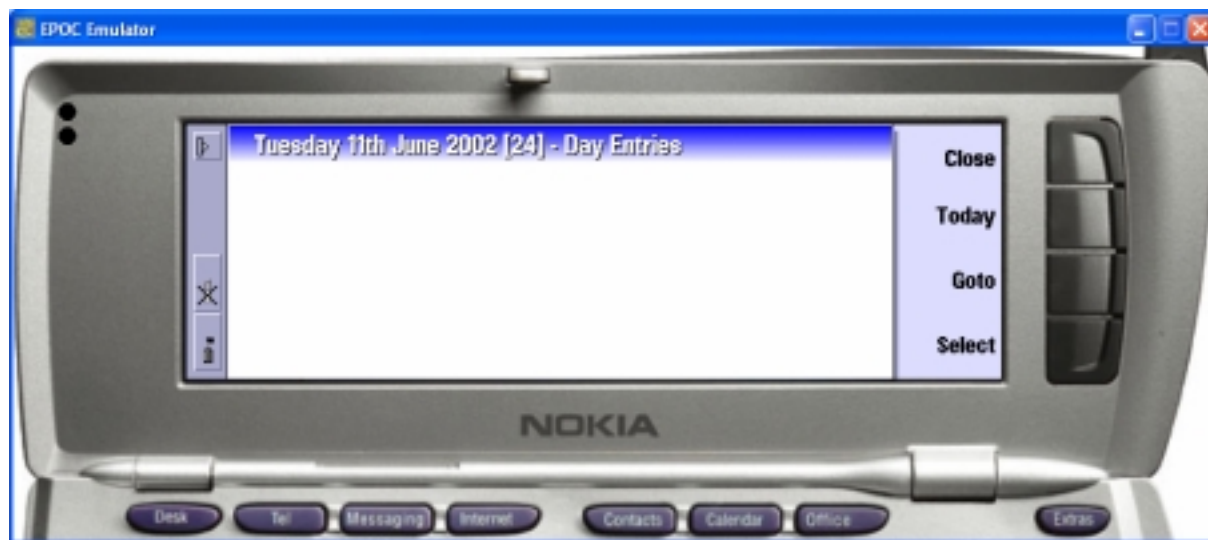 EPOC Emulator
Tuesday 11th June 2002 [24] - Day Entries
Close
Today
Goto
Select
NOKIA
Desk Tel Messaging Internet Contacts Calendar Office Extras